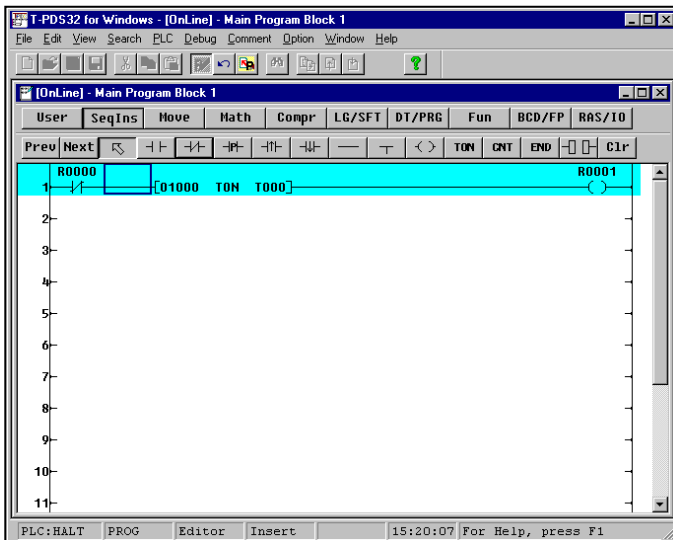 T-PDS32 for Windows - [OnLine] - Main Program Block 1
File Edit View Search PLC Debug Comment Option Window Help
[OnLine] - Main Program Block 1
User SeqIns Move Math Compr LG/SFT DT/PRG Fun BCD/FP RAS/IO
Prev Next P TON CNT END Clr
R0000 R0001
1 [01000 TON T000]
2
3
4
5
6
7
8
9
10
11
PLC:HALT PROG Editor Insert 15:20:07 For Help, press F1